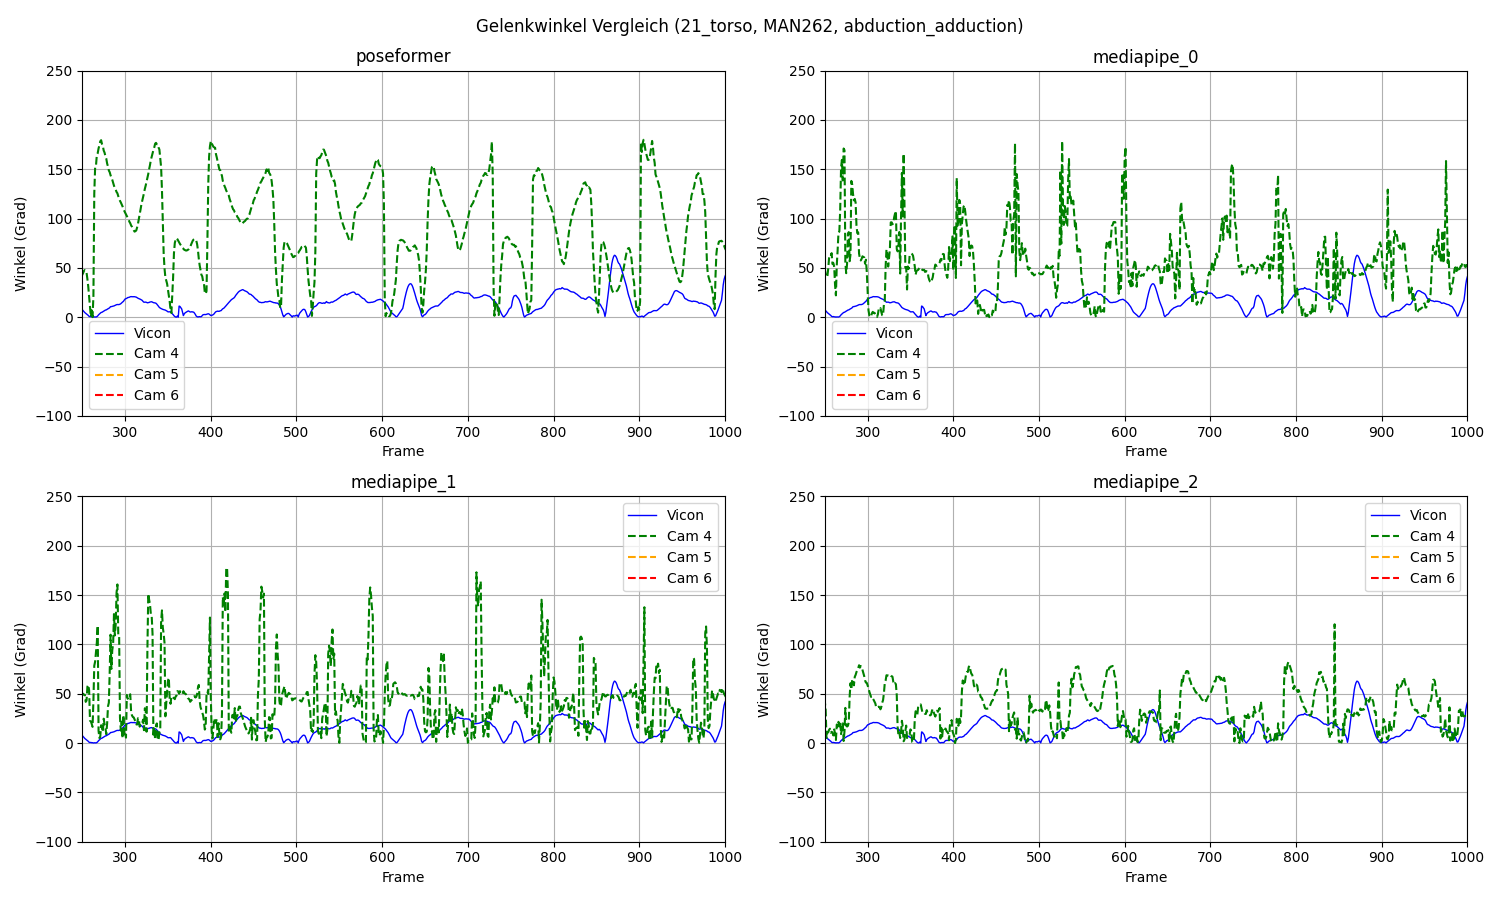 Gelenkwinkel Vergleich (21_torso, MAN262, abduction_adduction)
poseformer
250
200
150
100
50
0
−50
−100
Winkel (Grad)
300
400
500
600
700
800
900
1000
Frame
Vicon
Cam 4
Cam 5
Cam 6
mediapipe_0
250
200
150
100
50
0
−50
−100
Winkel (Grad)
300
400
500
600
700
800
900
1000
Frame
Vicon
Cam 4
Cam 5
Cam 6
mediapipe_1
250
200
150
100
50
0
−50
−100
Winkel (Grad)
300
400
500
600
700
800
900
1000
Frame
Vicon
Cam 4
Cam 5
Cam 6
mediapipe_2
250
200
150
100
50
0
−50
−100
Winkel (Grad)
300
400
500
600
700
800
900
1000
Frame
Vicon
Cam 4
Cam 5
Cam 6